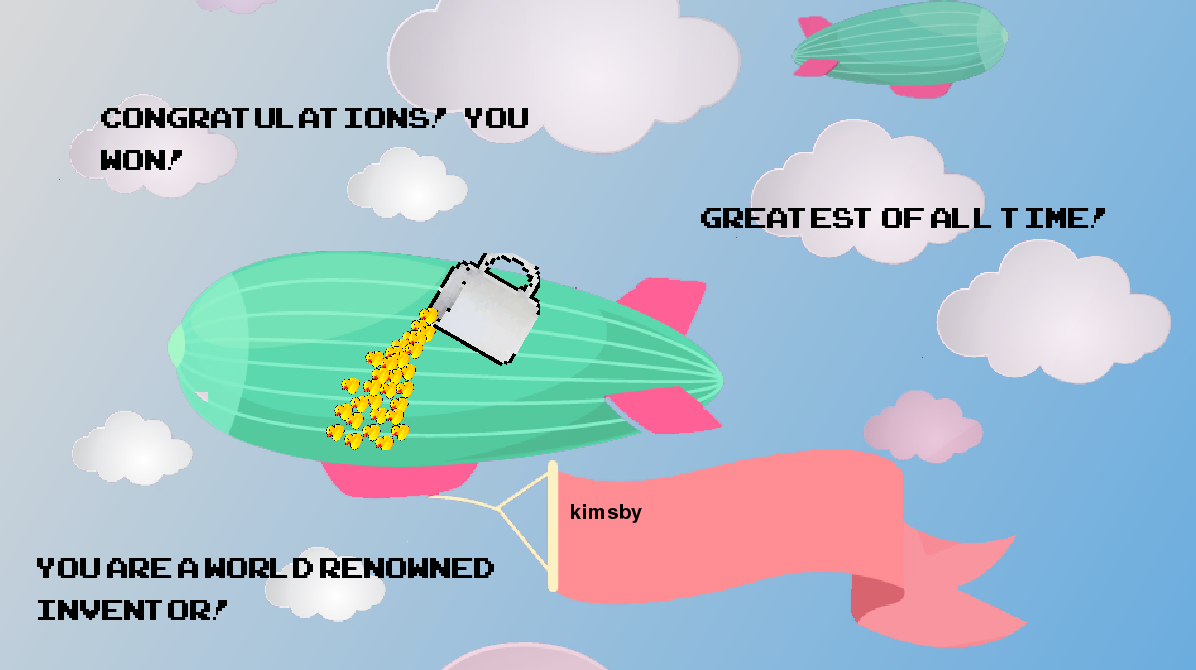 CONGRATULATIONS! YOU
WON!
GREATEST OF ALL TIME!
kimsby
YOU ARE A WORLD RENOWNED
INVENTOR!